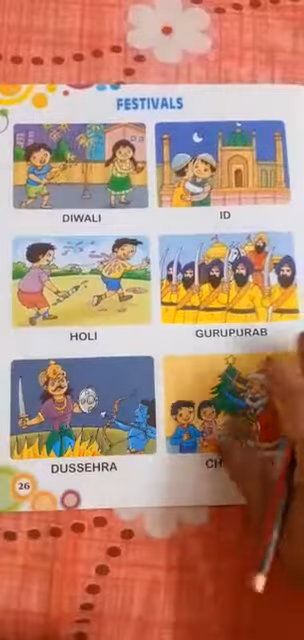 FESTIVALS
DIWALI
ID
HOLI
GURUPURAB
DUSSEHRA
26